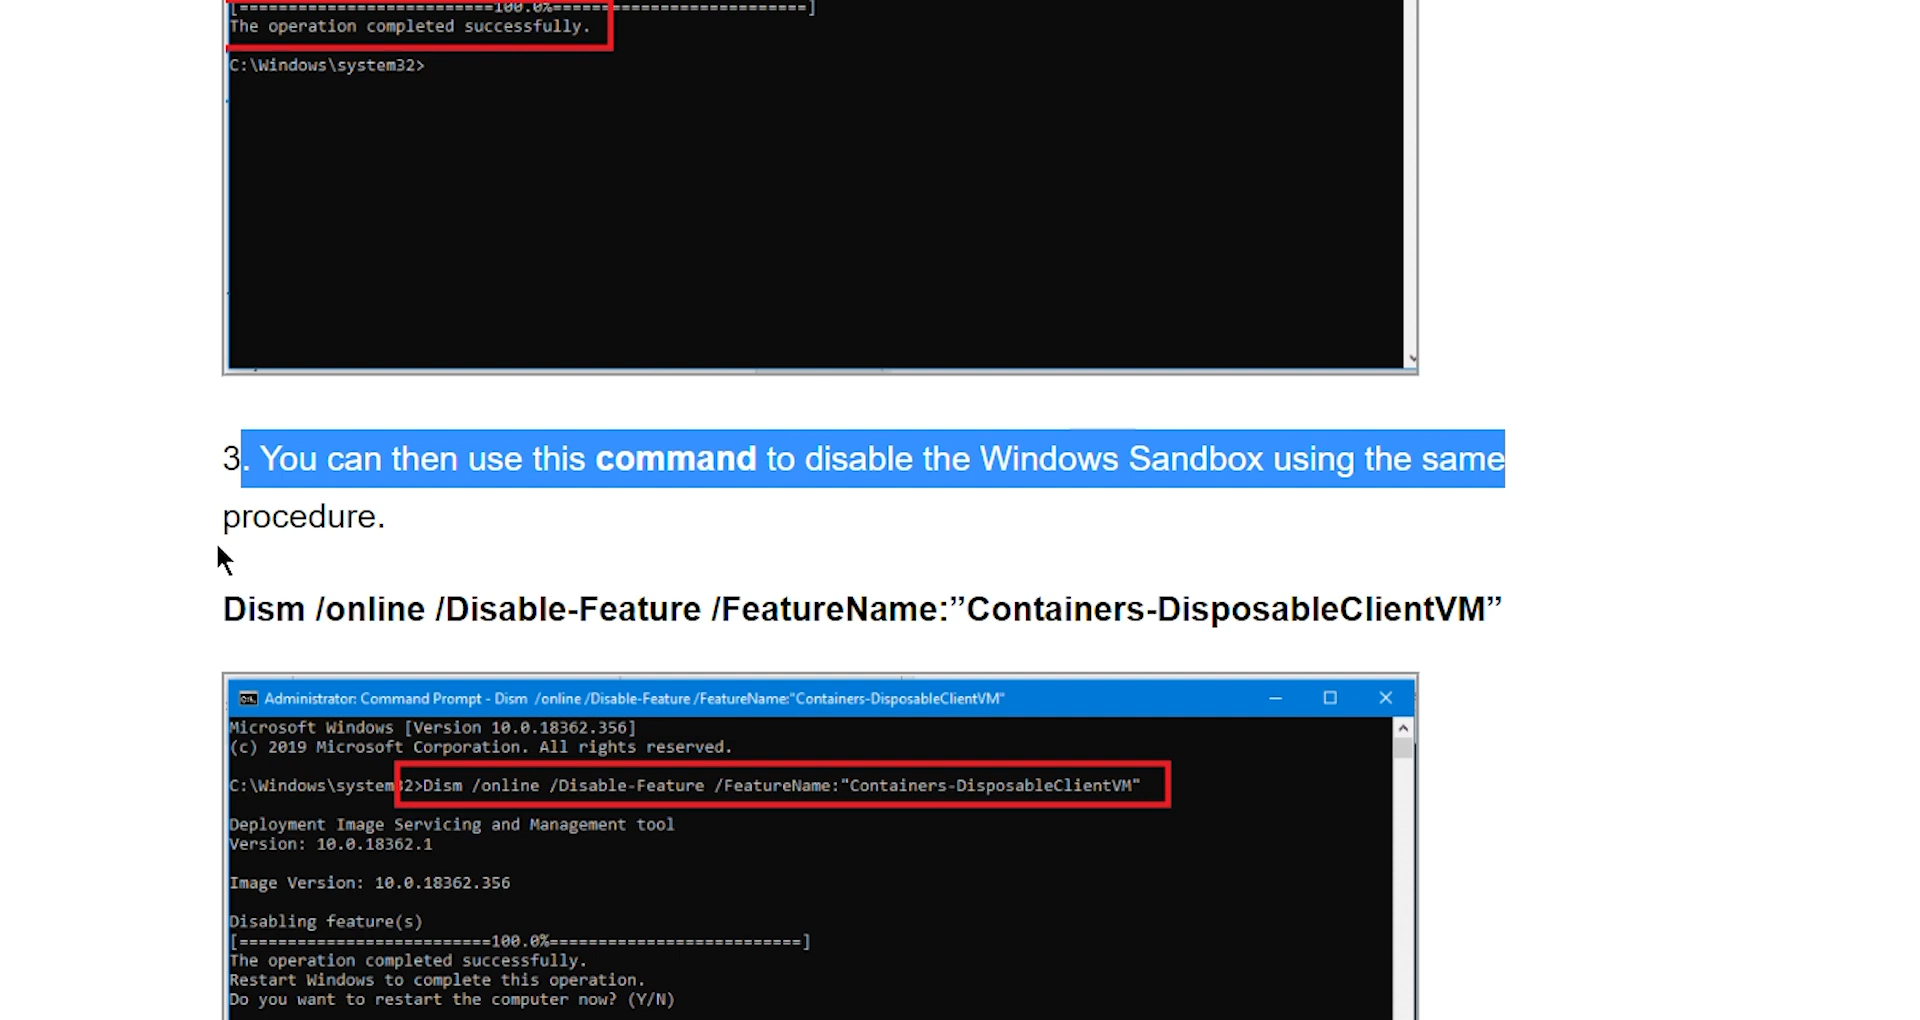 [==========================100.0%==========================]
The operation completed successfully.
C:\Windows\system32>
3. You can then use this command to disable the Windows Sandbox using the same
procedure.
Dism /online /Disable-Feature /FeatureName:”Containers-DisposableClientVM”
Administrator: Command Prompt - Dism /online /Disable-Feature /FeatureName:"Containers-DisposableClientVM"
Microsoft Windows [Version 10.0.18362.356]
(c) 2019 Microsoft Corporation. All rights reserved.
C:\Windows\system32>Dism /online /Disable-Feature /FeatureName:"Containers-DisposableClientVM"
Deployment Image Servicing and Management tool
Version: 10.0.18362.1
Image Version: 10.0.18362.356
Disabling feature(s)
[==========================100.0%==========================]
The operation completed successfully.
Restart Windows to complete this operation.
Do you want to restart the computer now? (Y/N)